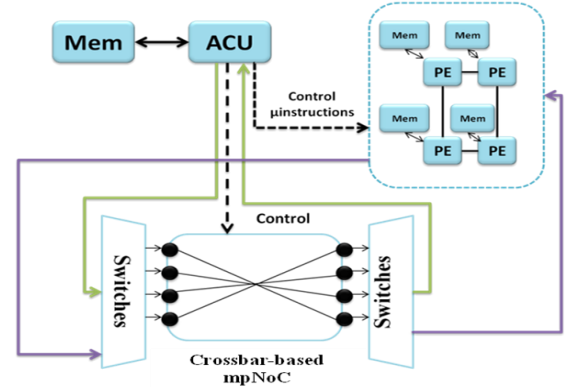 Mem
ACU
Mem
Mem
PE
PE
Mem
Mem
PE
PE
Control
µinstructions
Control
Switches
Switches
Crossbar-based
mpNoC